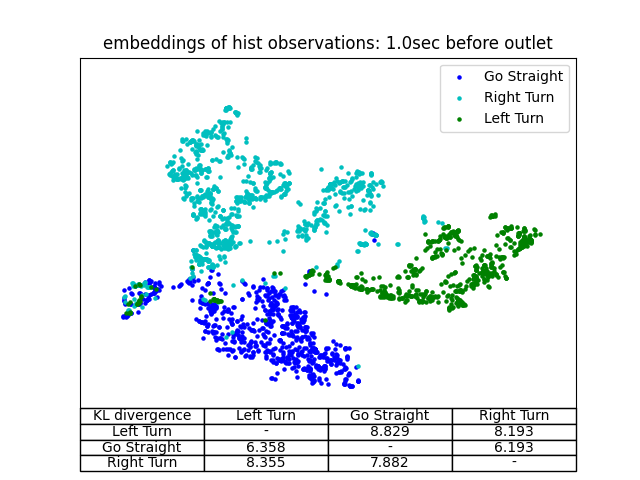 embeddings of hist observations: 1.0sec before outlet
Go Straight
Right Turn
Left Turn
KL divergence Left Turn Go Straight Right Turn
Left Turn - 8.829 8.193
Go Straight 6.358 - 6.193
Right Turn 8.355 7.882 -